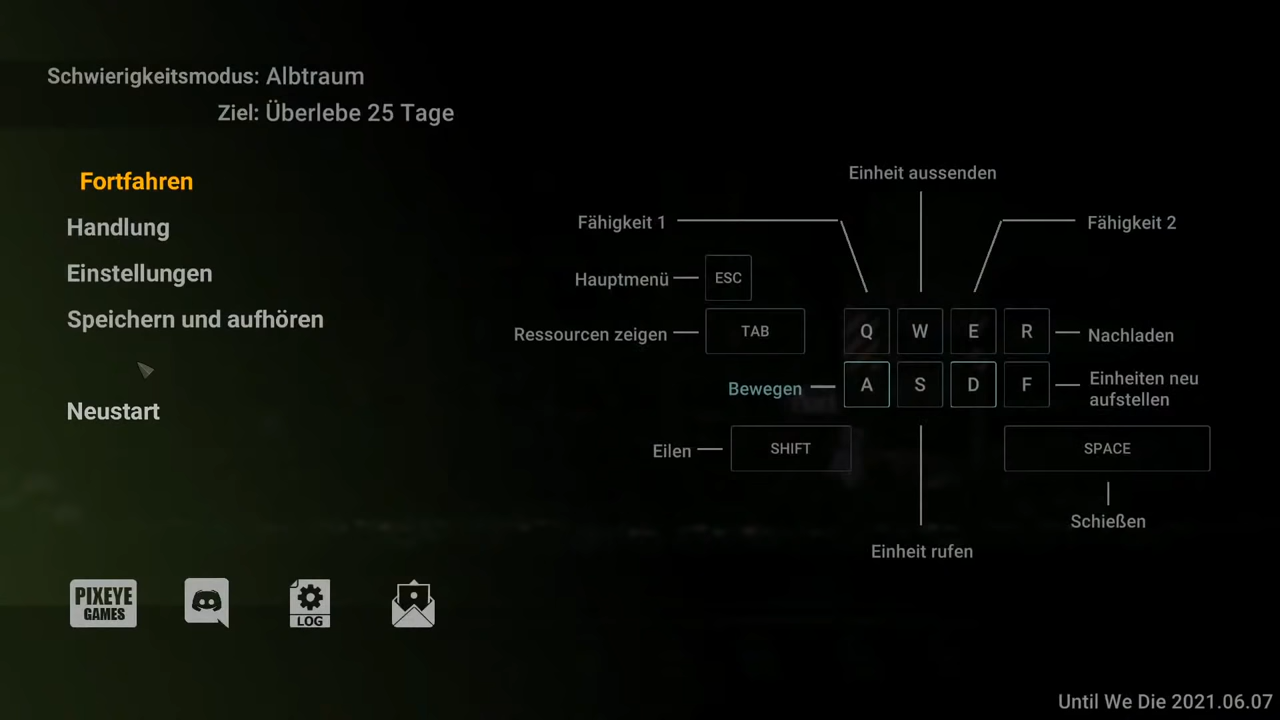 Schwierigkeitsmodus: Albtraum
Ziel: Überlebe 25 Tage
Fortfahren
Handlung
Einstellungen
Speichern und aufhören
Neustart
Einheit aussenden
Fähigkeit 1
Fähigkeit 2
Hauptmenü
ESC
Ressourcen zeigen
TAB
Q
W
E
R
Nachladen
Bewegen
A
S
D
F
Einheiten neu
aufstellen
Eilen
SHIFT
SPACE
Schießen
Einheit rufen
PIXEYE
GAMES
LOG
Until We Die 2021.06.07